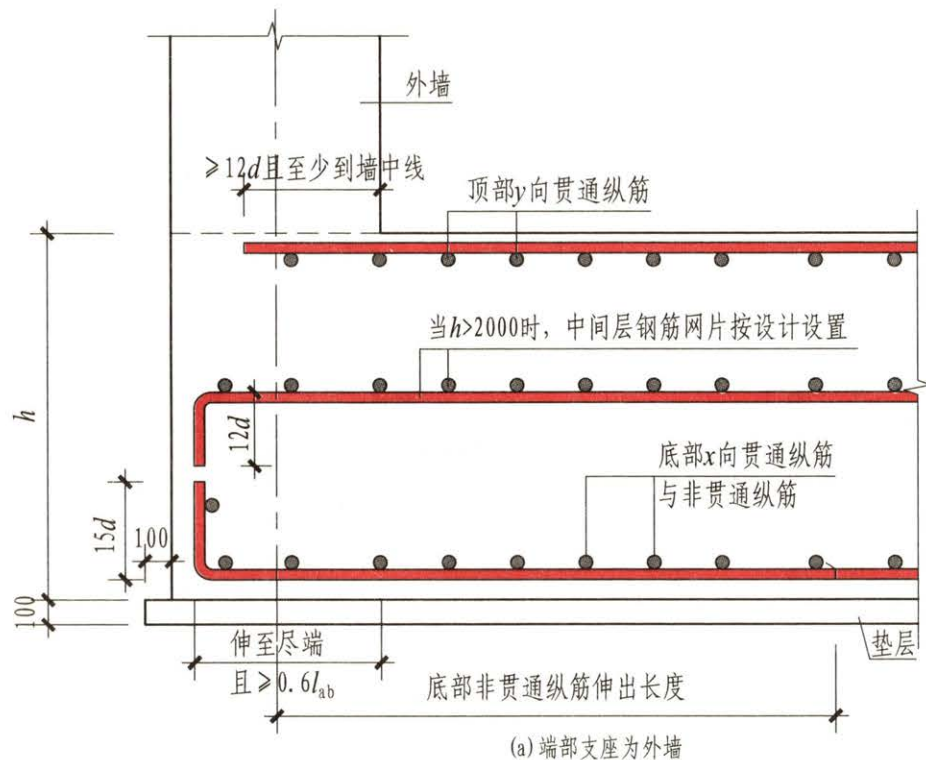 外墙
≥12d且至少到墙中线
顶部y向贯通纵筋
当h>2000时，中间层钢筋网片按设计设置
h
12d
底部x向贯通纵筋
与非贯通纵筋
15d
100
100
伸至尽端
且≥0.6lab
垫层
底部非贯通纵筋伸出长度
(a)端部支座为外墙